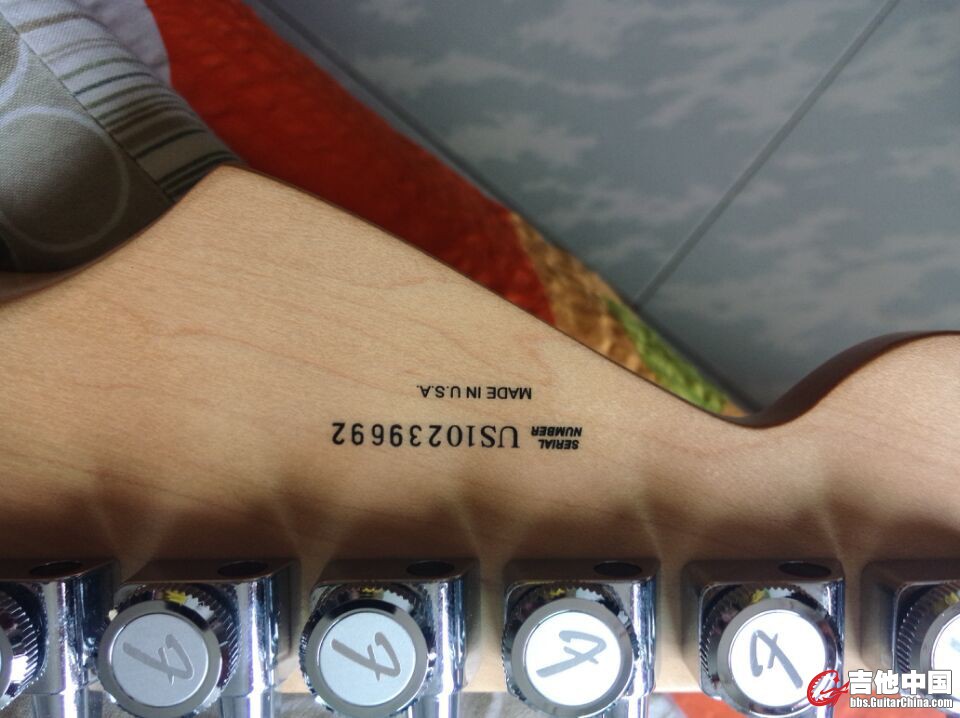 SERIAL
NUMBER US10239692
MADE IN U.S.A.
F
F
F
F
吉他中国
bbs.GuitarChina.com